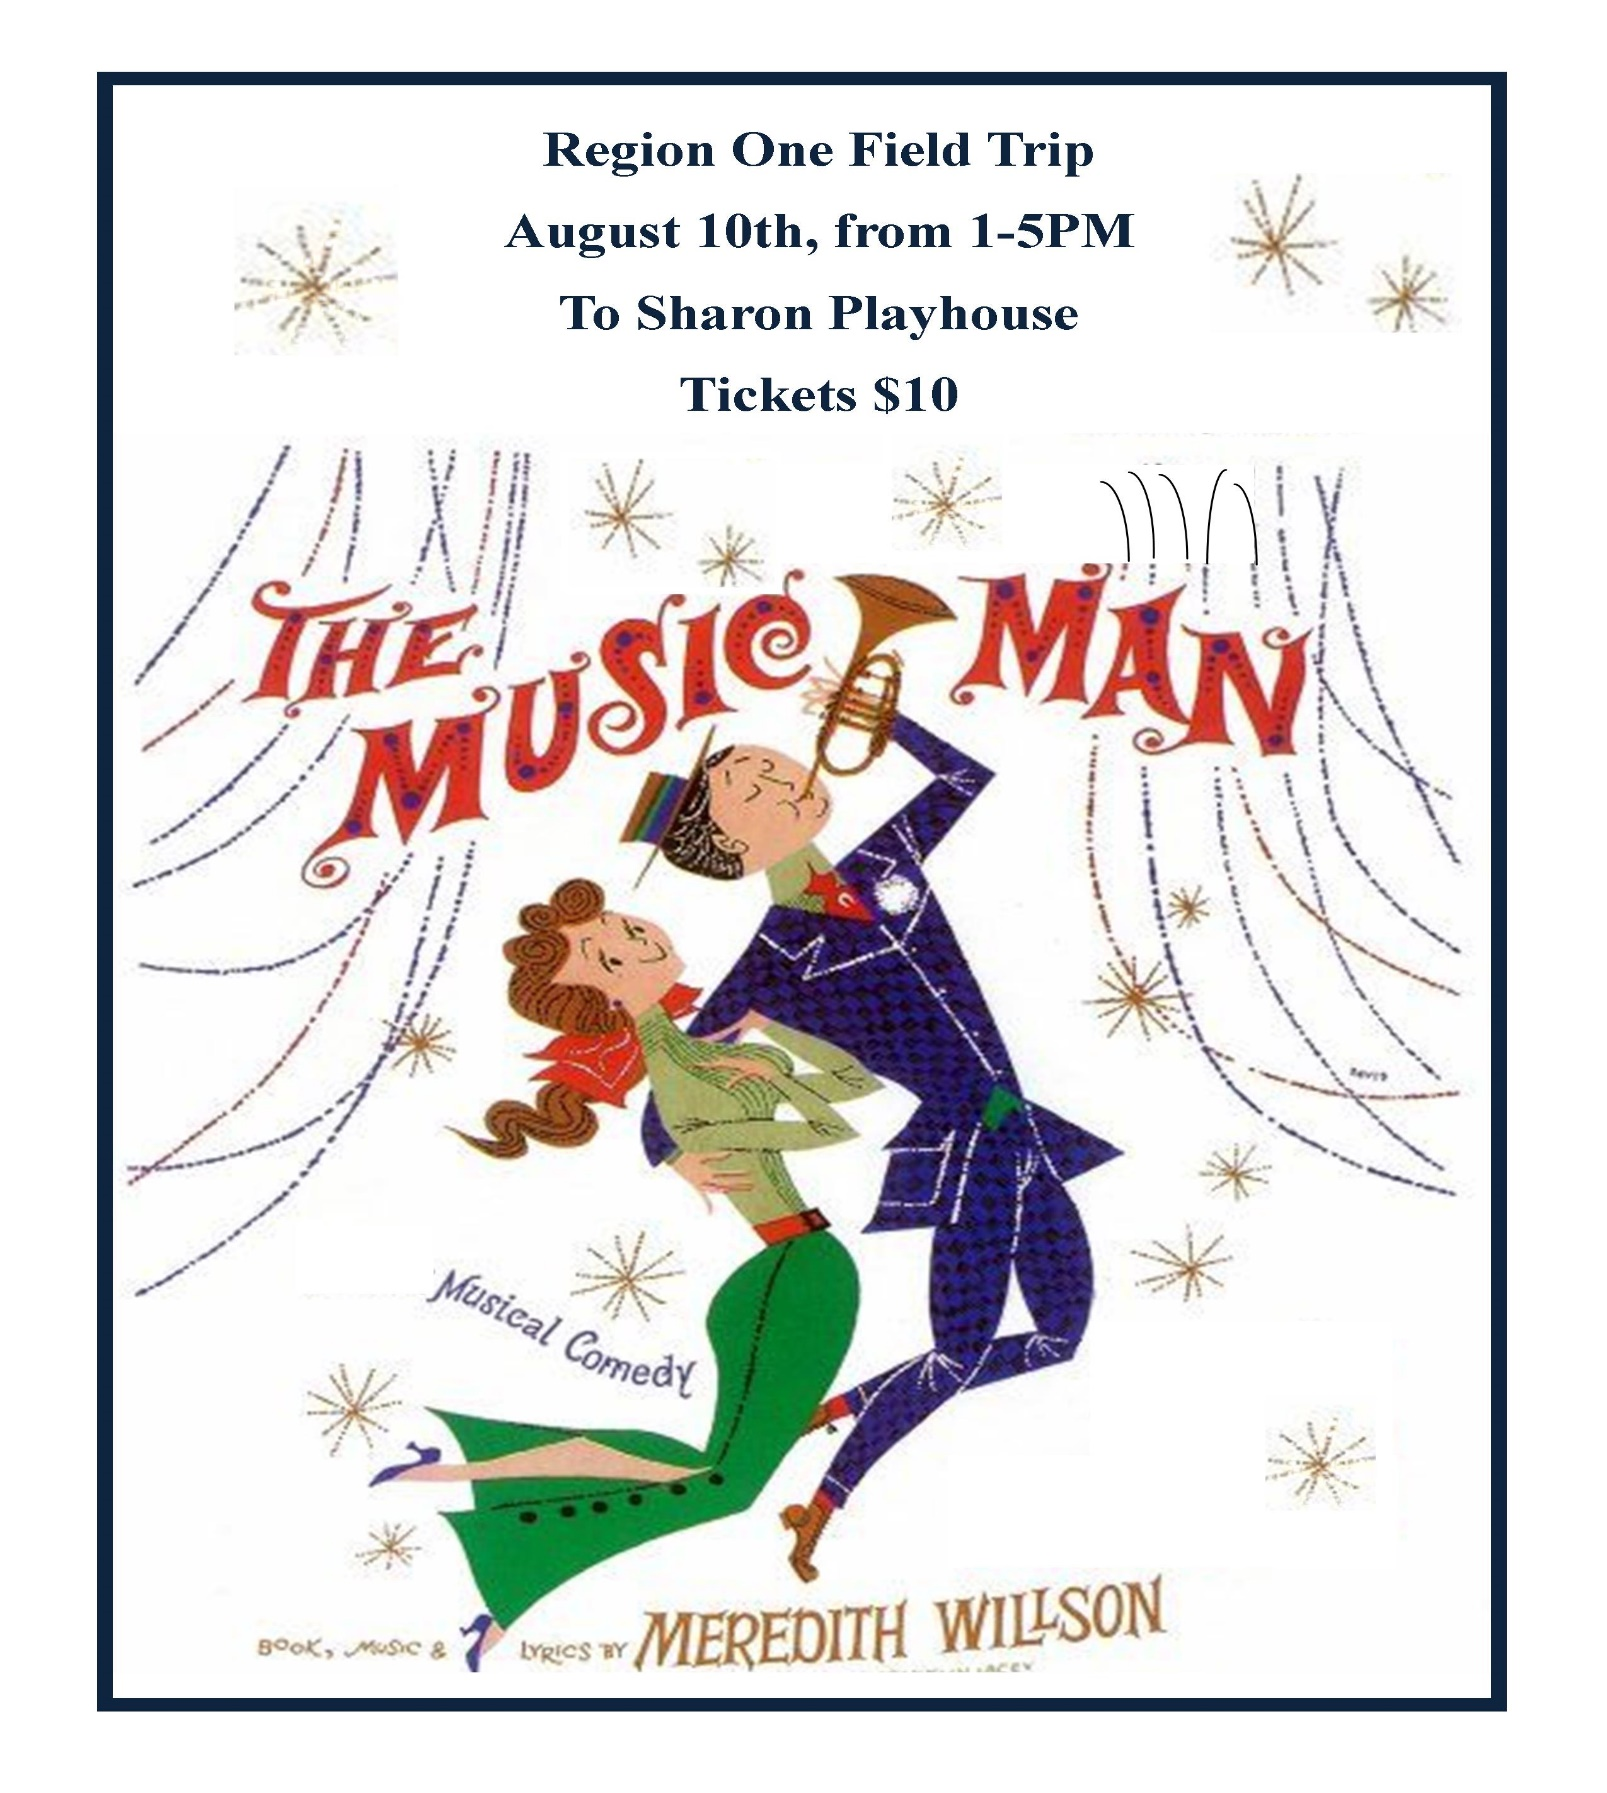 Region One Field Trip
August 10th, from 1-5PM
To Sharon Playhouse
Tickets $10
THE MUSIC MAN
Musical Comedy
BOOK, MUSIC & LYRICS BY MEREDITH WILLSON